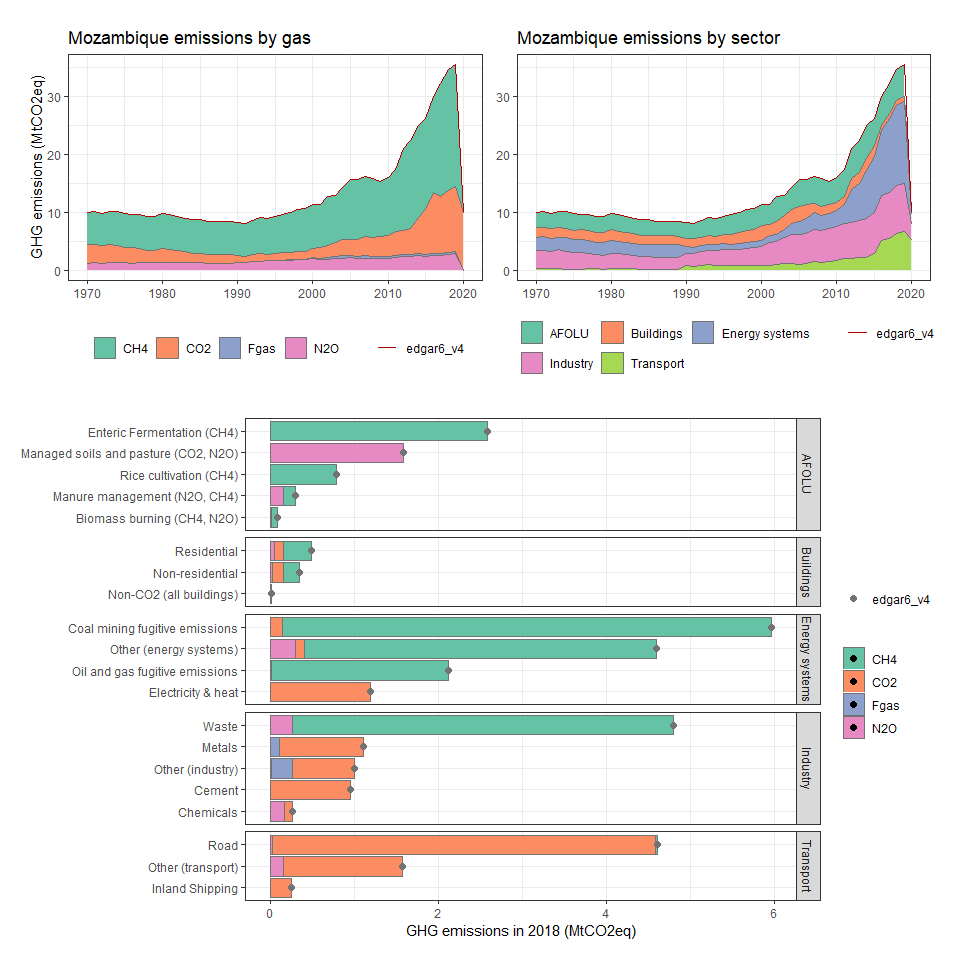 Mozambique emissions by gas
GHG emissions (MtCO2eq)
30
20
10
0
1970 1980 1990 2000 2010 2020
CH4 CO2 Fgas N2O edgar6_v4
Mozambique emissions by sector
30
20
10
0
1970 1980 1990 2000 2010 2020
AFOLU Buildings Energy systems edgar6_v4
Industry Transport
Enteric Fermentation (CH4)
Managed soils and pasture (CO2, N2O)
Rice cultivation (CH4)
Manure management (N2O, CH4)
Biomass burning (CH4, N2O)
AFOLU
Residential
Non-residential
Non-CO2 (all buildings)
Buildings
Coal mining fugitive emissions
Other (energy systems)
Oil and gas fugitive emissions
Electricity & heat
Energy systems
Waste
Metals
Other (industry)
Cement
Chemicals
Industry
Road
Other (transport)
Inland Shipping
Transport
0 2 4 6
GHG emissions in 2018 (MtCO2eq)
edgar6_v4
CH4
CO2
Fgas
N2O